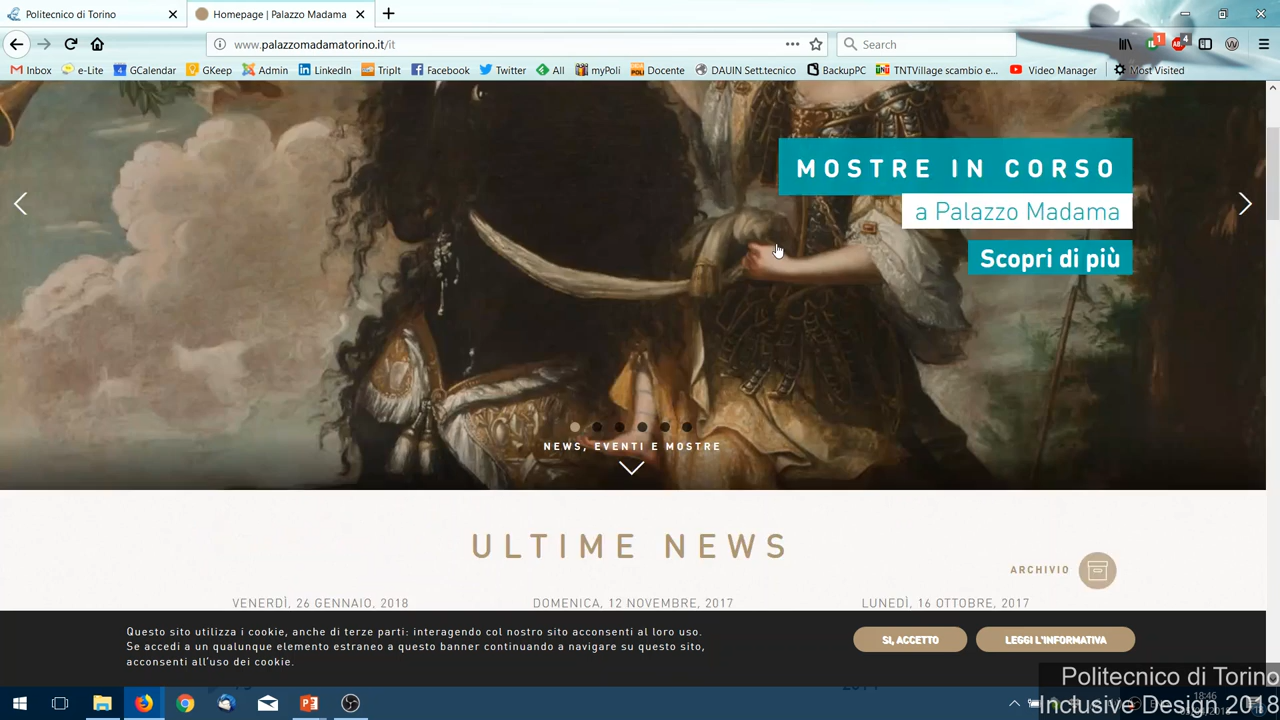 Politecnico di Torino
Homepage | Palazzo Madama
www.palazzomadamatorino.it/it
Search
1
4
Inbox
e-Lite
GCalendar
GKeep
Admin
LinkedIn
TripIt
Facebook
Twitter
All
myPoli
Docente
DAUIN Sett.tecnico
BackupPC
TNTVillage scambio e...
Video Manager
Most Visited
MOSTRE IN CORSO
a Palazzo Madama
Scopri di più
NEWS, EVENTI E MOSTRE
ULTIME NEWS
ARCHIVIO
VENERDÌ, 26 GENNAIO, 2018
DOMENICA, 12 NOVEMBRE, 2017
LUNEDÌ, 16 OTTOBRE, 2017
Questo sito utilizza i cookie, anche di terze parti: interagendo col nostro sito acconsenti al loro uso.
Se accedi a un qualunque elemento estraneo a questo banner continuando a navigare su questo sito,
acconsenti all'uso dei cookie.
SI, ACCETTO
LEGGI L'INFORMATIVA
Politecnico di Torino
18:46
Inclusive Design 2018